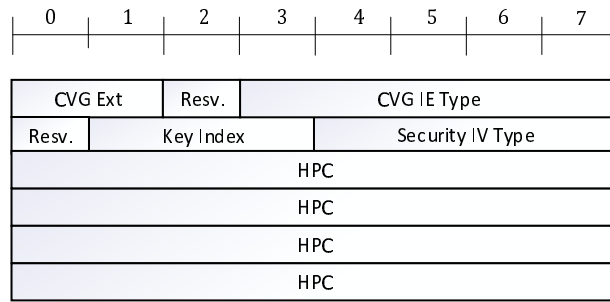 0 1 2 3 4 5 6 7
CVG Ext Resv. CVG IE Type
Resv. Key Index Security IV Type
HPC
HPC
HPC
HPC